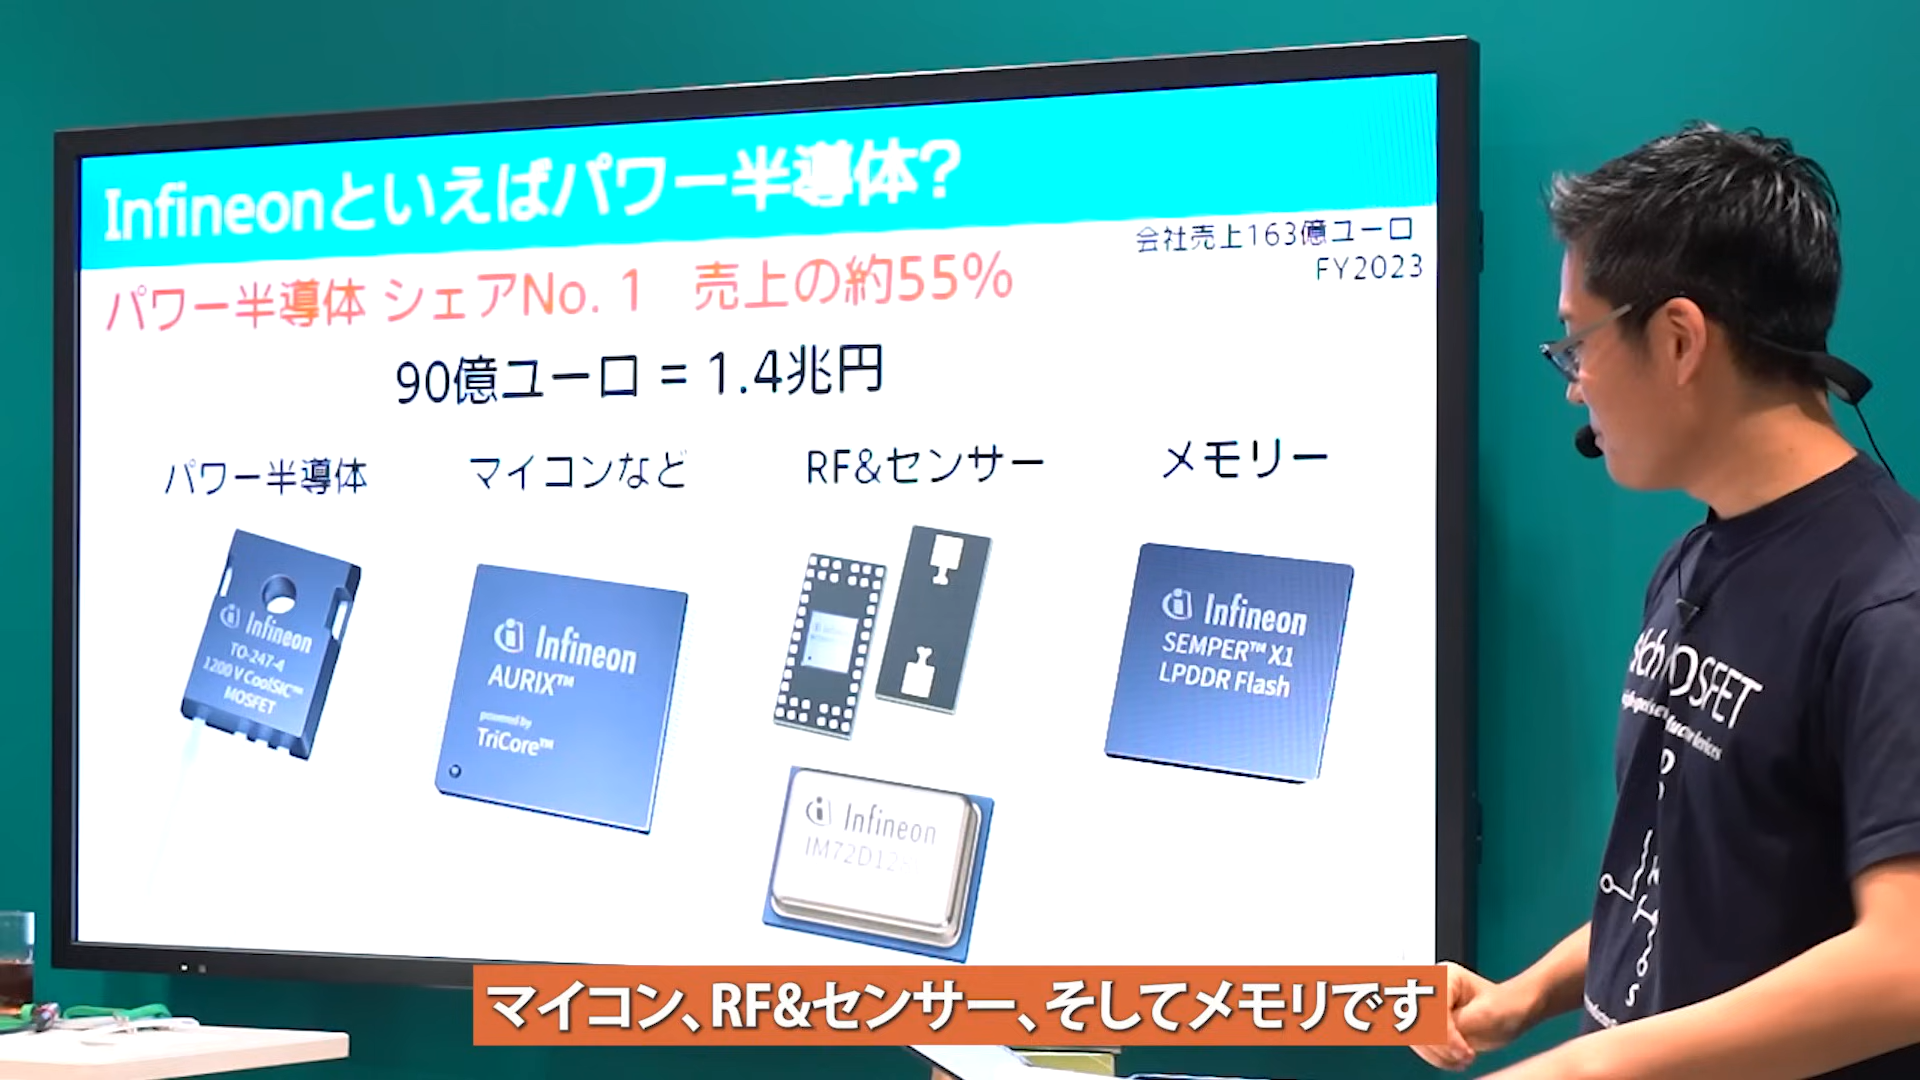 Infineonといえばパワー半導体?
会社売上163億ユーロ
FY2023
パワー半導体 シェアNo. 1 売上の約55%
90億ユーロ = 1.4兆円
パワー半導体
マイコンなど
RF&センサー
メモリー
Infineon
TO-247-4
1200 V CoolSiC™
MOSFET
Infineon
AURIX™
powered by
TriCore™
Infineon
IM72D12
Infineon
SEMPER™ X1
LPDDR Flash
MOSFET
マイコン、RF&センサー、そしてメモリです